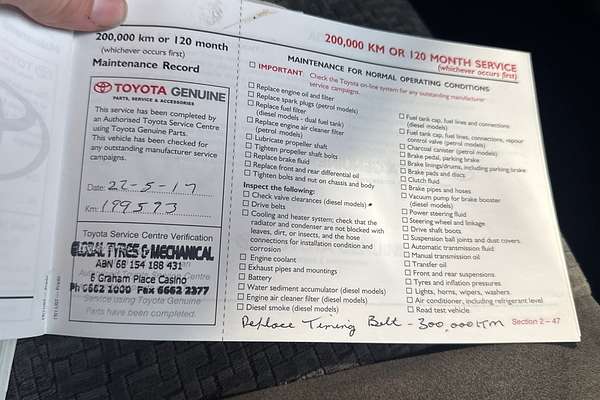 200,000 km or 120 month
(whichever occurs first)
Maintenance Record
TOYOTA GENUINE
PARTS, SERVICE & ACCESSORIES
This service has been completed by
an Authorised Toyota Service Centre
using Toyota Genuine Parts.
This vehicle has been checked for
any outstanding manufacturer service
campaigns.
Date: 22-5-17
Km: 199573
Toyota Service Centre Verification
GLOBAL TYRES & MECHANICAL
ABN 68 154 188 431
6 Graham Place Casino
Ph 6662 1000 Fax 6662 2377
using Toyota Genuine
Parts have been completed.
200,000 KM OR 120 MONTH SERVICE
(whichever occurs first)
MAINTENANCE FOR NORMAL OPERATING CONDITIONS
IMPORTANT: Check the Toyota on-line system for any outstanding manufacturer
service campaigns.
Replace engine oil and filter
Replace spark plugs (petrol models)
Replace fuel filter
(diesel models - dual fuel tank)
Replace engine air cleaner filter
(petrol models)
Lubricate propeller shaft
Tighten propeller shaft bolts
Replace brake fluid
Replace front and rear differential oil
Tighten bolts and nut on chassis and body
Inspect the following:
Check valve clearances (diesel models)
Drive belts
Cooling and heater system; check that the
radiator and condenser are not blocked with
leaves, dirt, or insects, and the hose
connections for installation condition and
corrosion
Engine coolant
Exhaust pipes and mountings
Battery
Water sediment accumulator (diesel models)
Engine air cleaner filter (diesel models)
Diesel smoke (diesel models)
Fuel tank cap, fuel lines and connections
(diesel models)
Fuel tank cap, fuel lines, connections, vapour
control valve (petrol models)
Charcoal canister (petrol models)
Brake pedal, parking brake
Brake linings/drums, including parking brake
Brake pads and discs
Clutch fluid
Brake pipes and hoses
Vacuum pump for brake booster
(diesel models)
Power steering fluid
Steering wheel and linkage
Drive shaft boots
Suspension ball joints and dust covers.
Automatic transmission fluid
Manual transmission oil
Transfer oil
Front and rear suspensions
Tyres and inflation pressures
Lights, horns, wipers, washers
Air conditioner, including refrigerant level
Road test vehicle
Replace Timing Belt - 300,000KM
Section 2 – 47